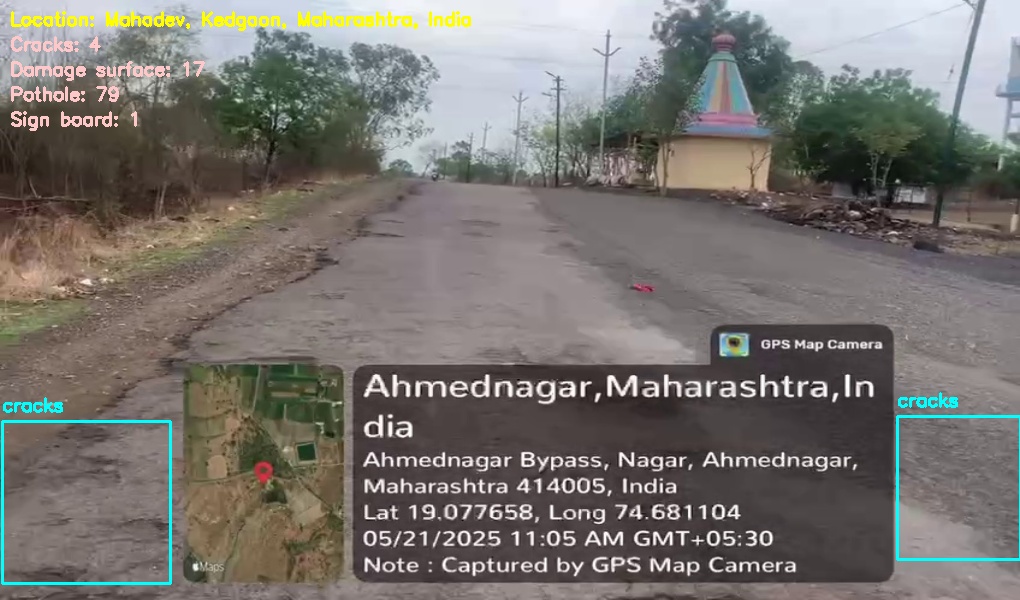 Location: Mahadev, Kedgaon, Maharashtra, India
Cracks: 4
Damage surface: 17
Pothole: 79
Sign board: 1
GPS Map Camera
Ahmednagar,Maharashtra,In
dia
Ahmednagar Bypass, Nagar, Ahmednagar,
Maharashtra 414005, India
Lat 19.077658, Long 74.681104
05/21/2025 11:05 AM GMT+05:30
Note : Captured by GPS Map Camera
Maps
cracks
cracks